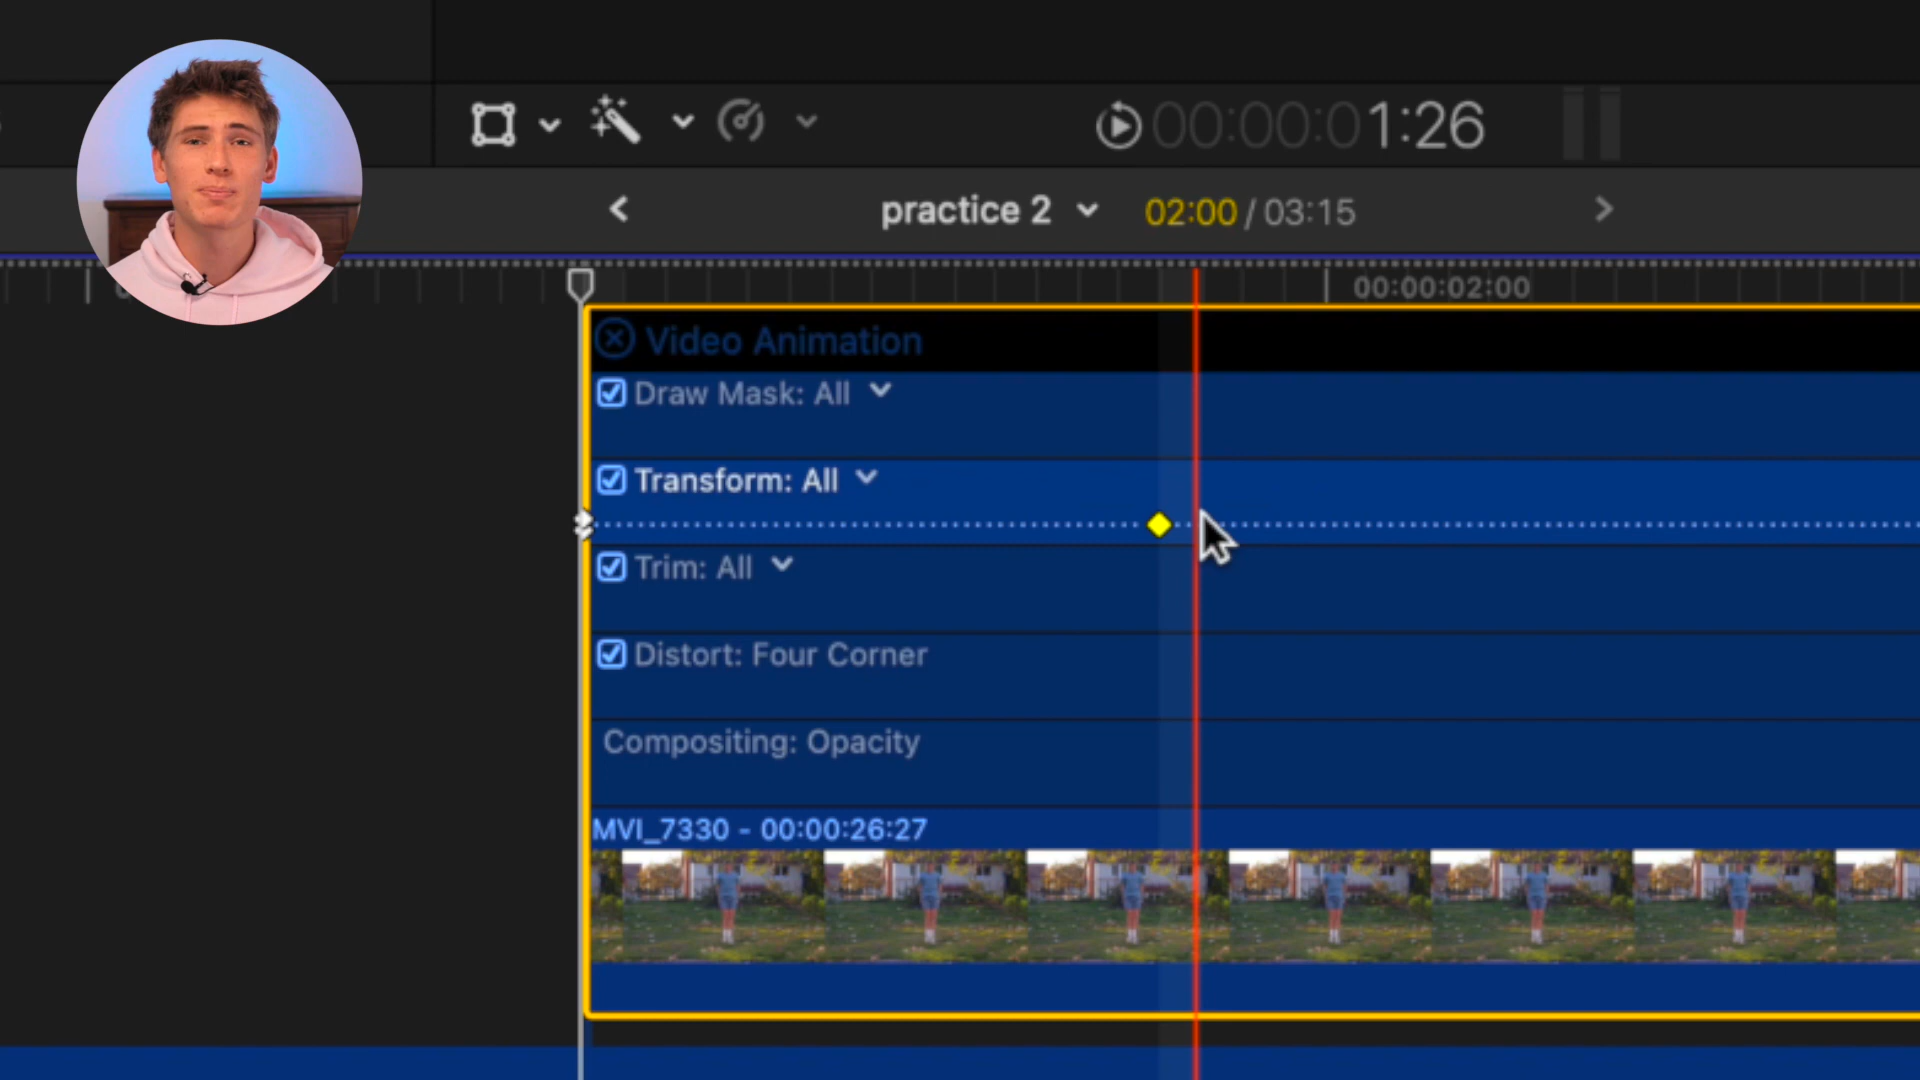 00:00:01:26
practice 2 02:00 / 03:15
00:00:02:00
Video Animation
Draw Mask: All
Transform: All
Trim: All
Distort: Four Corner
Compositing: Opacity
MVI_7330 - 00:00:26:27